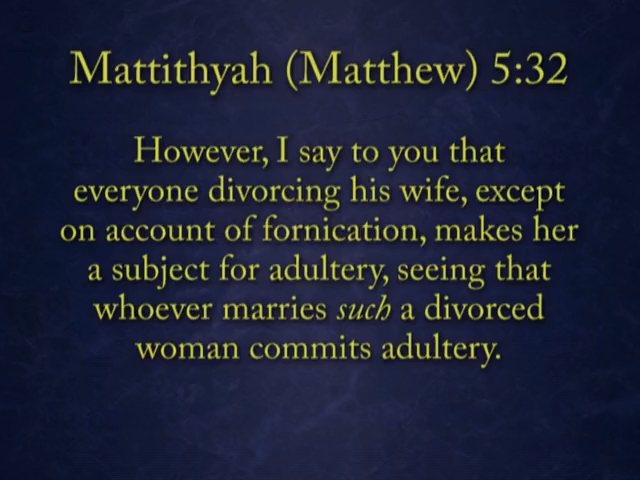 Mattithyah (Matthew) 5:32
However, I say to you that
everyone divorcing his wife, except
on account of fornication, makes her
a subject for adultery, seeing that
whoever marries such a divorced
woman commits adultery.